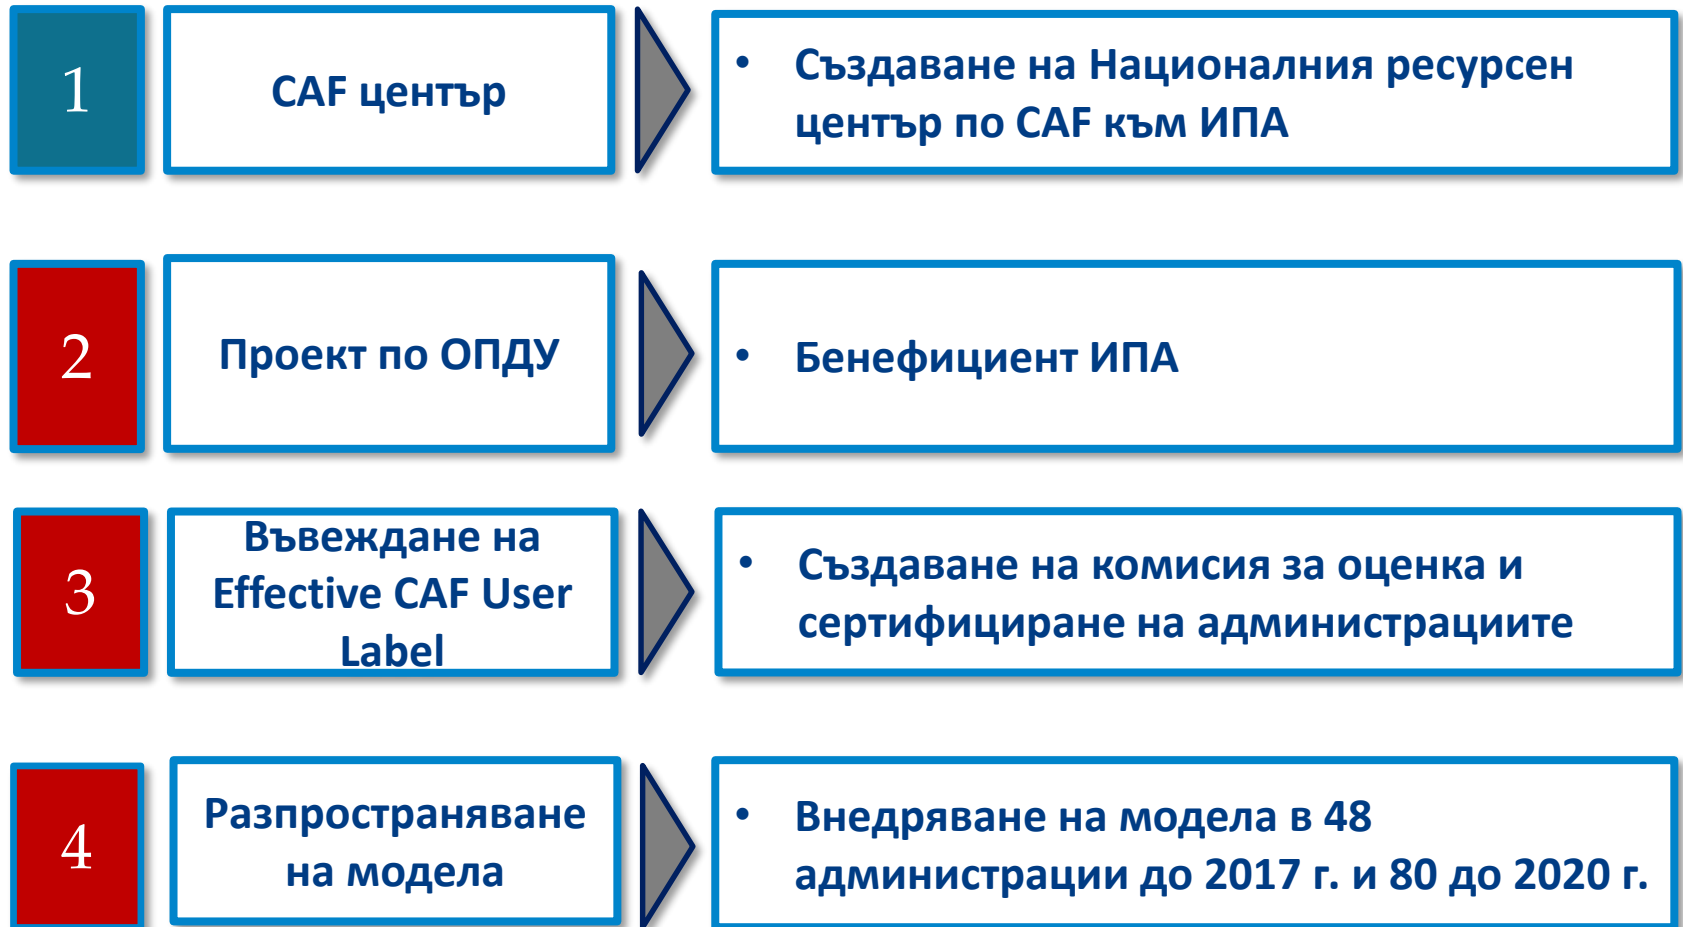 1
CAF център
• Създаване на Националния ресурсен
център по CAF към ИПА
2
Проект по ОПДУ
• Бенефициент ИПА
3
Въвеждане на
Effective CAF User
Label
• Създаване на комисия за оценка и
сертифициране на администрациите
4
Разпространяване
на модела
• Внедряване на модела в 48
администрации до 2017 г. и 80 до 2020 г.